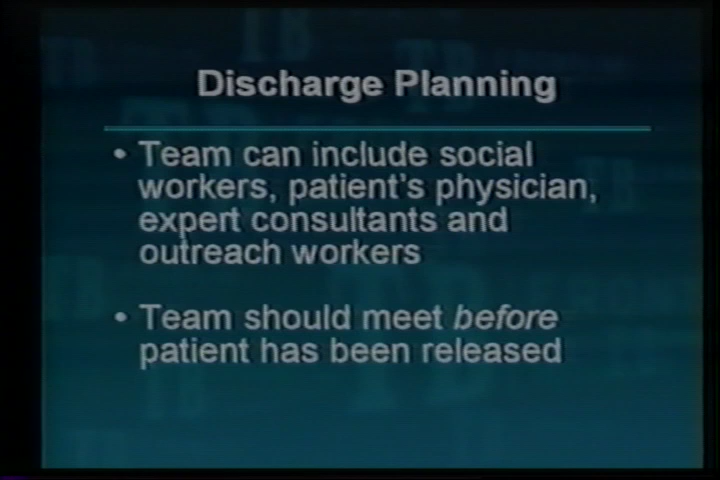 Discharge Planning
• Team can include social
workers, patient's physician,
expert consultants and
outreach workers
• Team should meet before
patient has been released